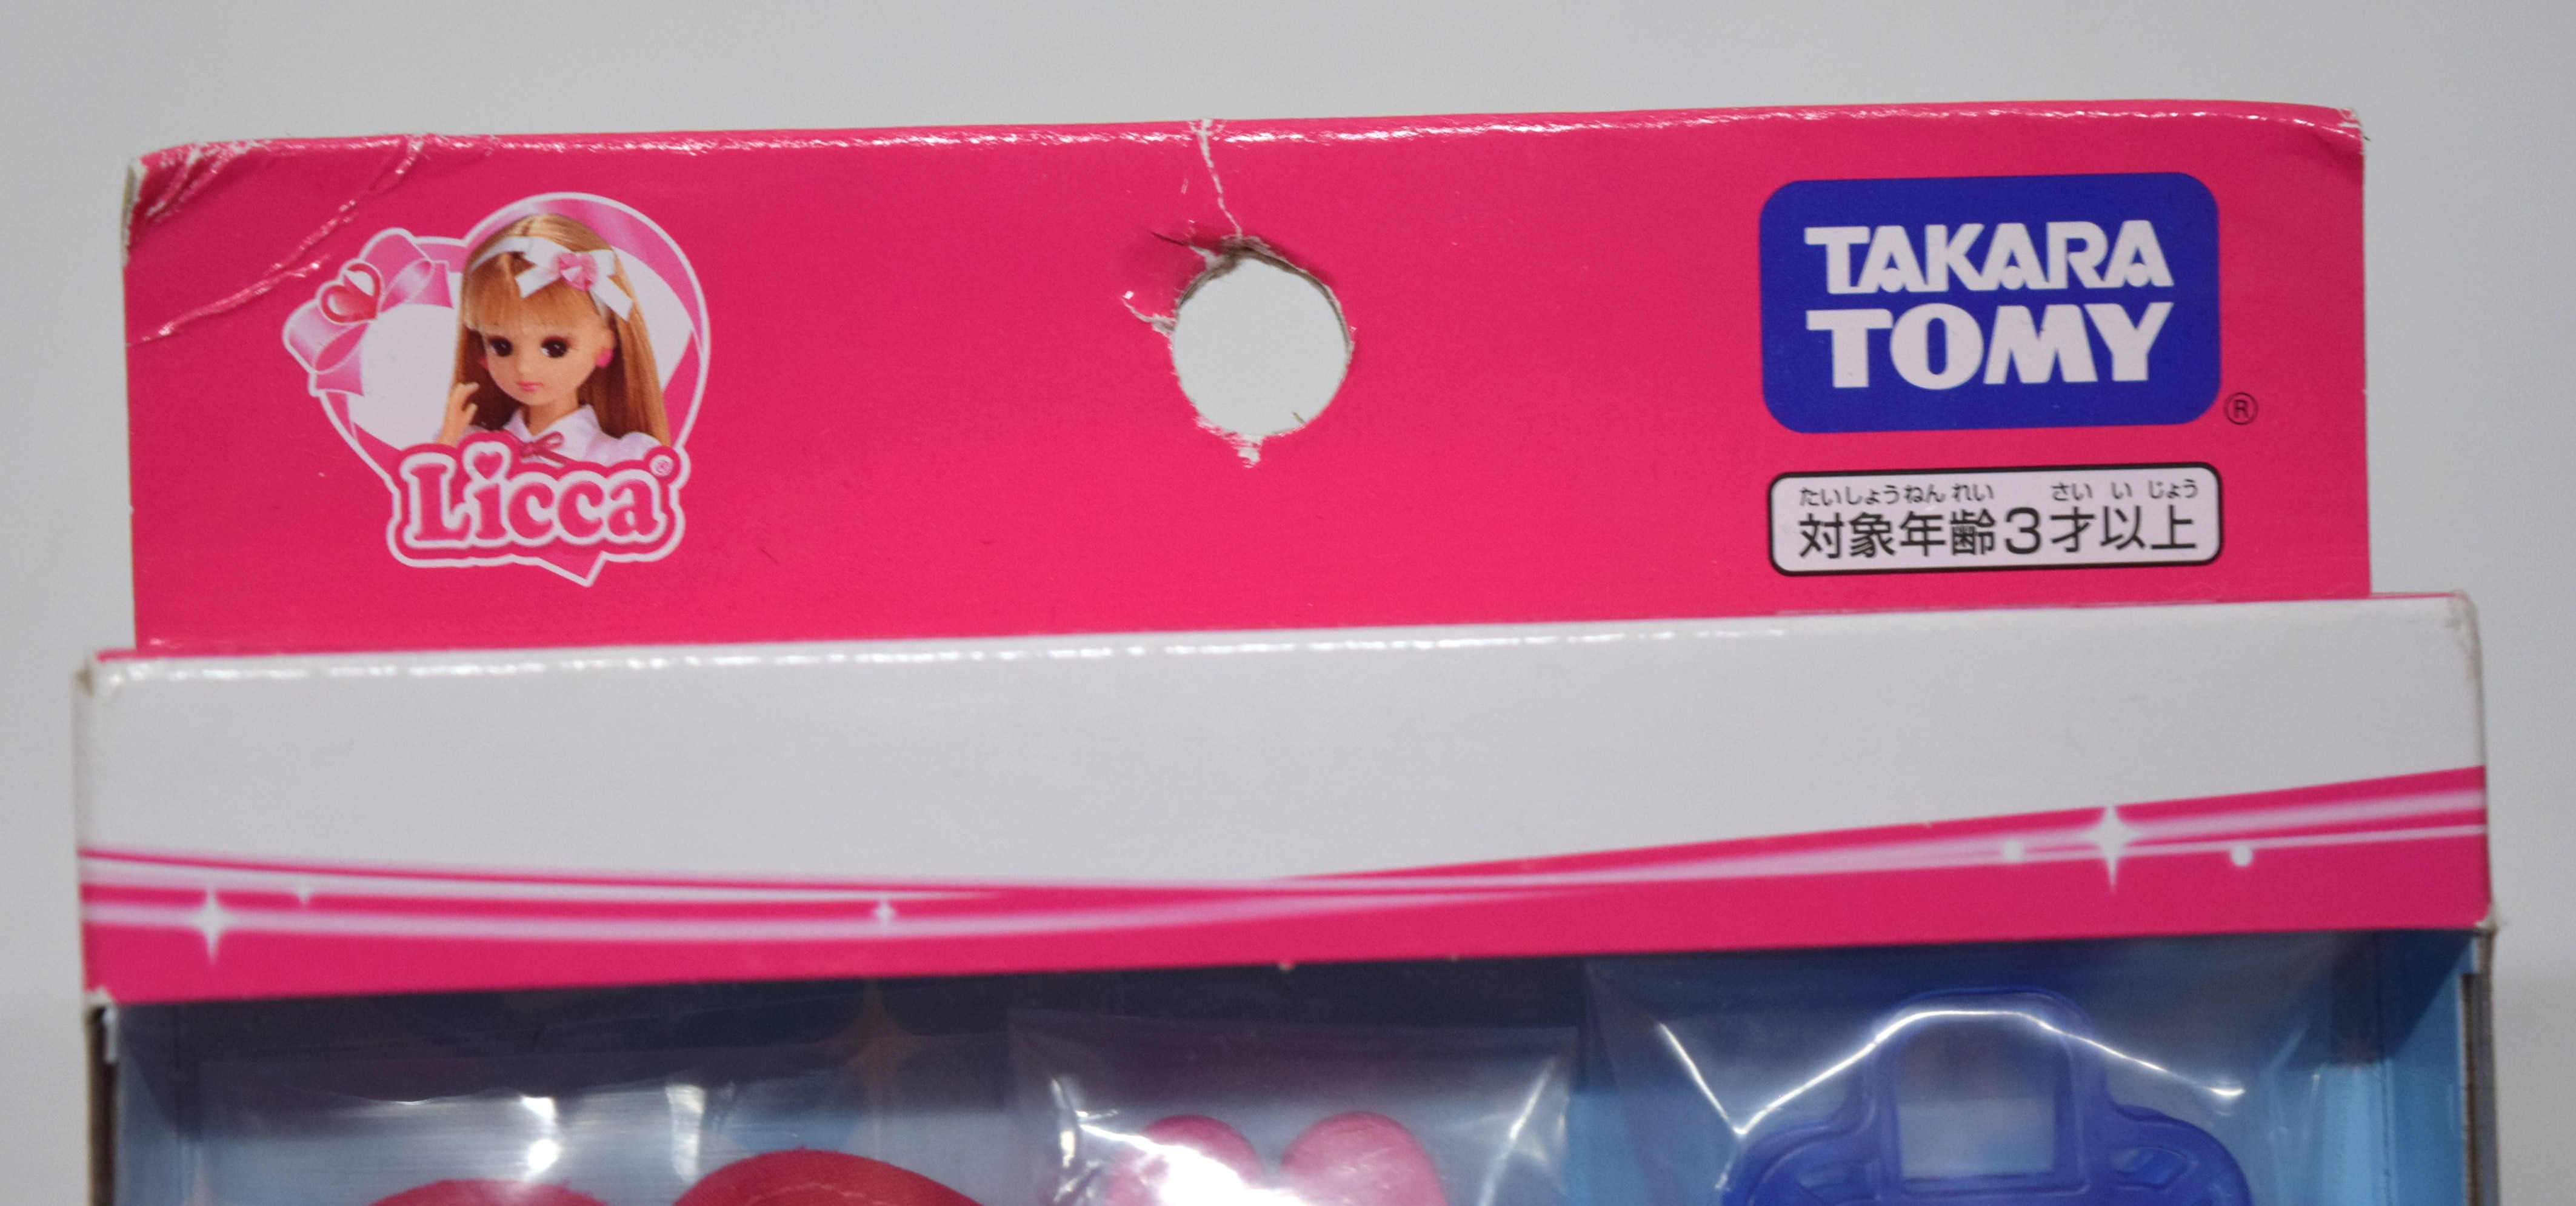 Licca®
TAKARA
TOMY
®
たいしょうねんれい さいいじょう
対象年齢3才以上